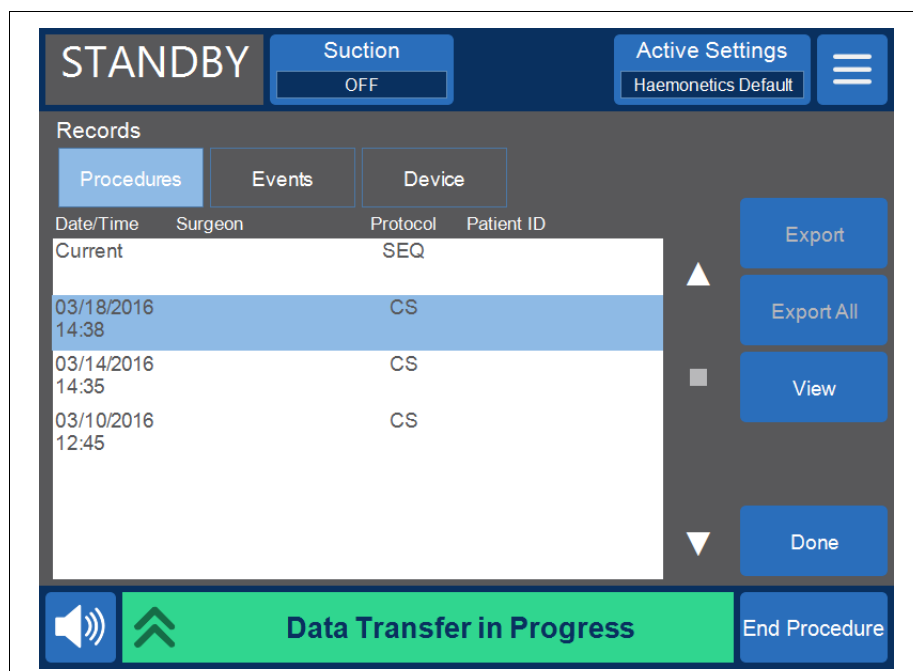 STANDBY
Suction
OFF
Active Settings
Haemonetics Default
Records
Procedures Events Device
Date/Time Surgeon Protocol Patient ID
Current SEQ
03/18/2016 CS
14:38
03/14/2016 CS
14:35
03/10/2016 CS
12:45
Export
Export All
View
Done
Data Transfer in Progress
End Procedure